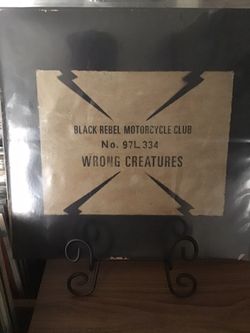 BLACK REBEL MOTORCYCLE CLUB
No. 97L 334
WRONG CREATURES